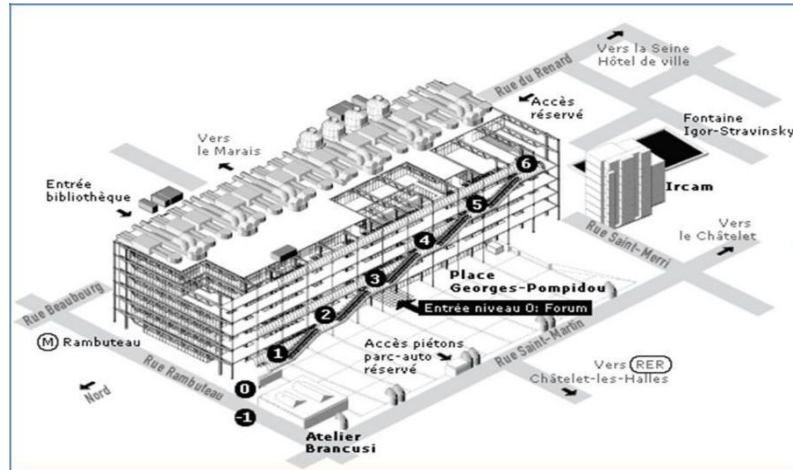 Vers la Seine
Hôtel de ville
Rue du Renard
Accès
réservé
Fontaine
Igor-Stravinsky
Vers
le Marais
Entrée
bibliothèque
6
Ircam
5
Vers
le Châtelet
4
Rue Saint-Merri
3
Place
Georges-Pompidou
Entrée niveau 0: Forum
Rue Beaubourg
2
M Rambuteau
1
Accès piétons
parc-auto
réservé
Rue Saint-Martin
Vers RER
Châtelet-les-Halles
Rue Rambuteau
Nord
0
-1
Atelier
Brancusi